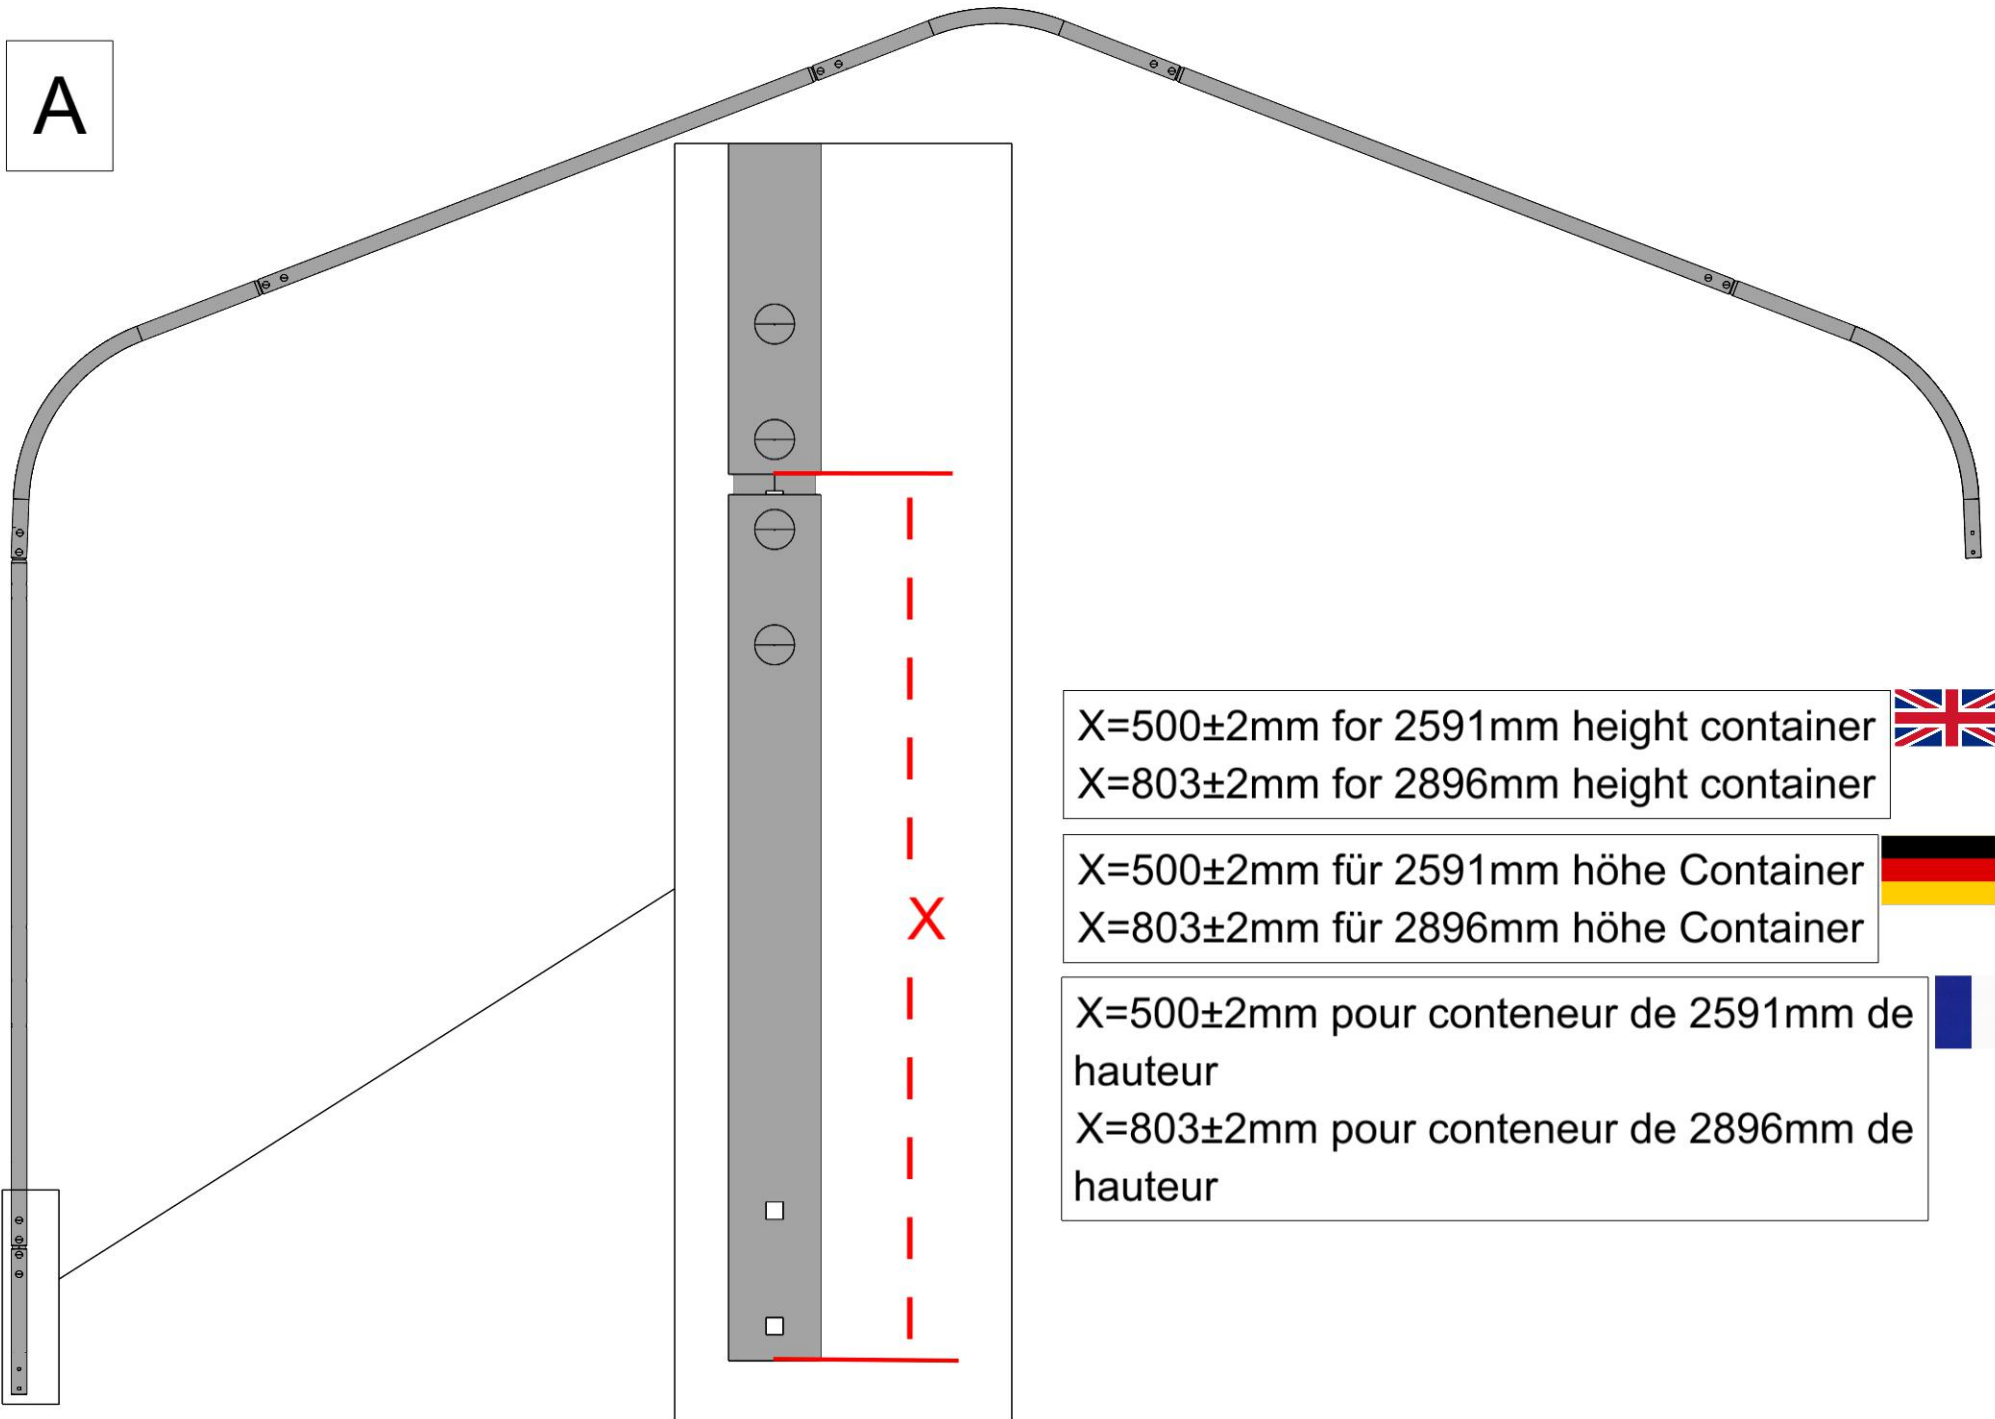 A
X
X=500±2mm for 2591mm height container
X=803±2mm for 2896mm height container
X=500±2mm für 2591mm höhe Container
X=803±2mm für 2896mm höhe Container
X=500±2mm pour conteneur de 2591mm de
hauteur
X=803±2mm pour conteneur de 2896mm de
hauteur